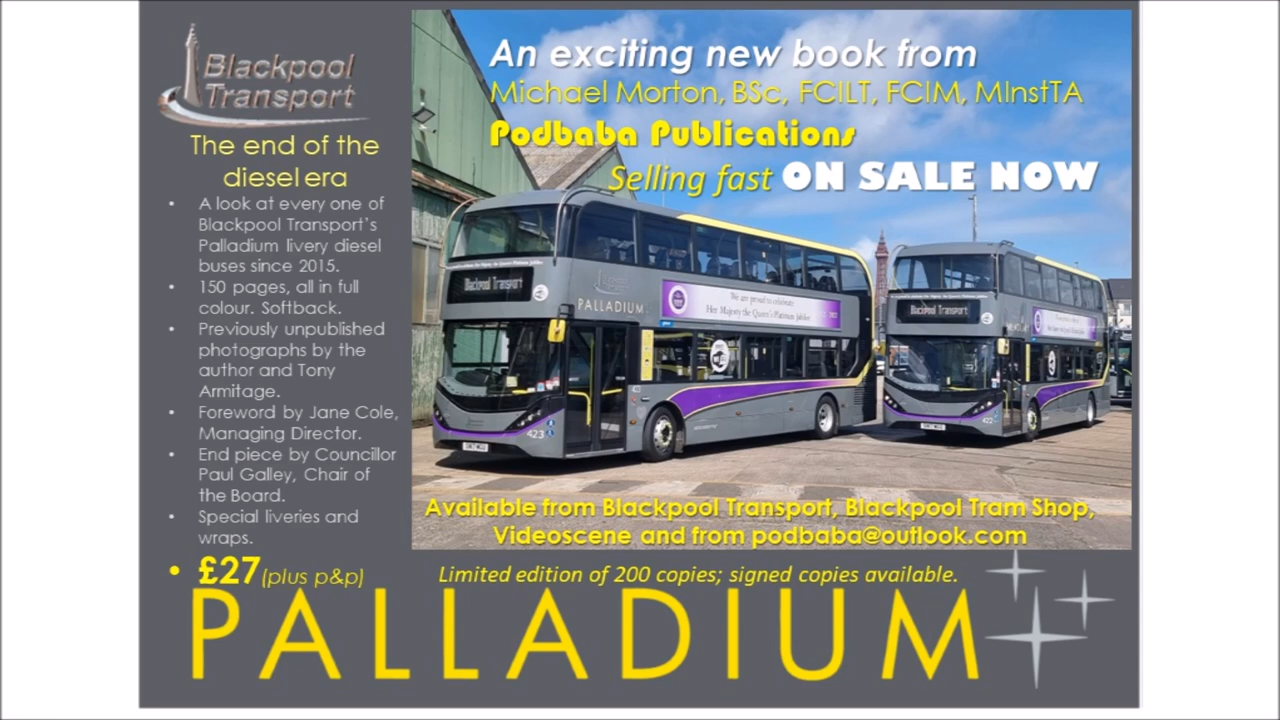 Blackpool
Transport
The end of the
diesel era
• A look at every one of
Blackpool Transport's
Palladium livery diesel
buses since 2015.
• 150 pages, all in full
colour. Softback.
• Previously unpublished
photographs by the
author and Tony
Armitage.
• Foreword by Jane Cole,
Managing Director.
• End piece by Councillor
Paul Galley, Chair of
the Board.
• Special liveries and
wraps.
• £27 (plus p&p)
An exciting new book from
Michael Morton, BSc, FCILT, FCIM, MInstTA
Podbaba Publications
Selling fast ON SALE NOW
Blackpool Transport
PALLADIUM
We are proud to celebrate
Her Majesty the Queen's Platinum Jubilee
423
Blackpool Transport
422
Available from Blackpool Transport, Blackpool Tram Shop,
Videoscene and from podbaba@outlook.com
Limited edition of 200 copies; signed copies available.
PALLADIUM